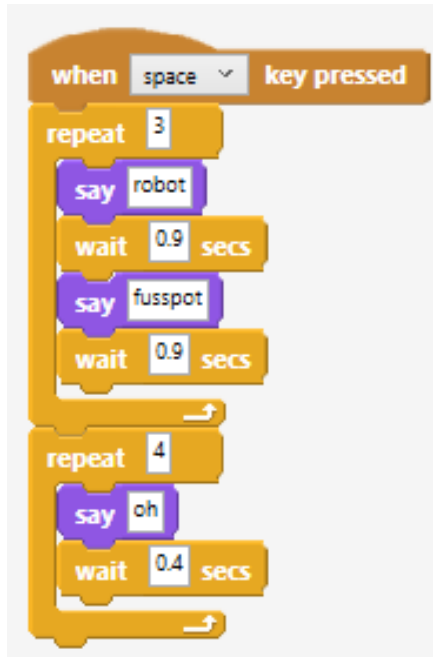 when space key pressed
repeat 3
say robot
wait 0.9 secs
say fusspot
wait 0.9 secs
repeat 4
say oh
wait 0.4 secs